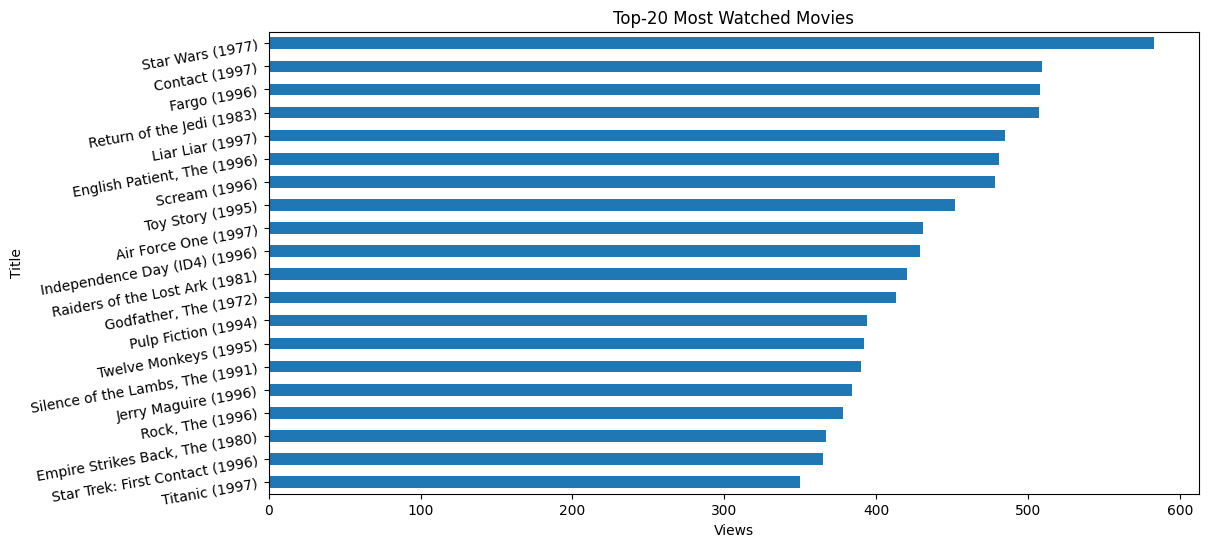 Top-20 Most Watched Movies
Star Wars (1977)
Contact (1997)
Fargo (1996)
Return of the Jedi (1983)
Liar Liar (1997)
English Patient, The (1996)
Scream (1996)
Toy Story (1995)
Air Force One (1997)
Independence Day (ID4) (1996)
Raiders of the Lost Ark (1981)
Godfather, The (1972)
Pulp Fiction (1994)
Twelve Monkeys (1995)
Silence of the Lambs, The (1991)
Jerry Maguire (1996)
Rock, The (1996)
Empire Strikes Back, The (1980)
Star Trek: First Contact (1996)
Titanic (1997)
Title
0 100 200 300 400 500 600
Views